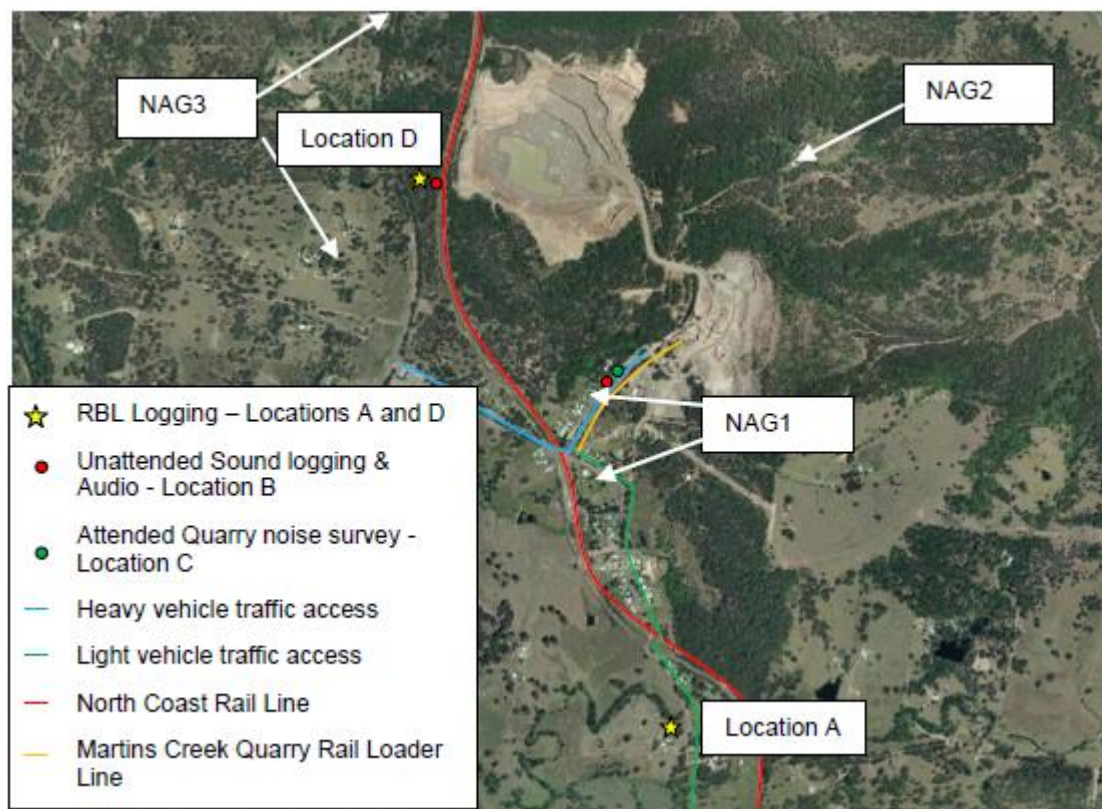 NAG3
NAG2
Location D
NAG1
RBL Logging – Locations A and D
Unattended Sound logging &
Audio - Location B
Attended Quarry noise survey -
Location C
Heavy vehicle traffic access
Light vehicle traffic access
North Coast Rail Line
Martins Creek Quarry Rail Loader
Line
Location A